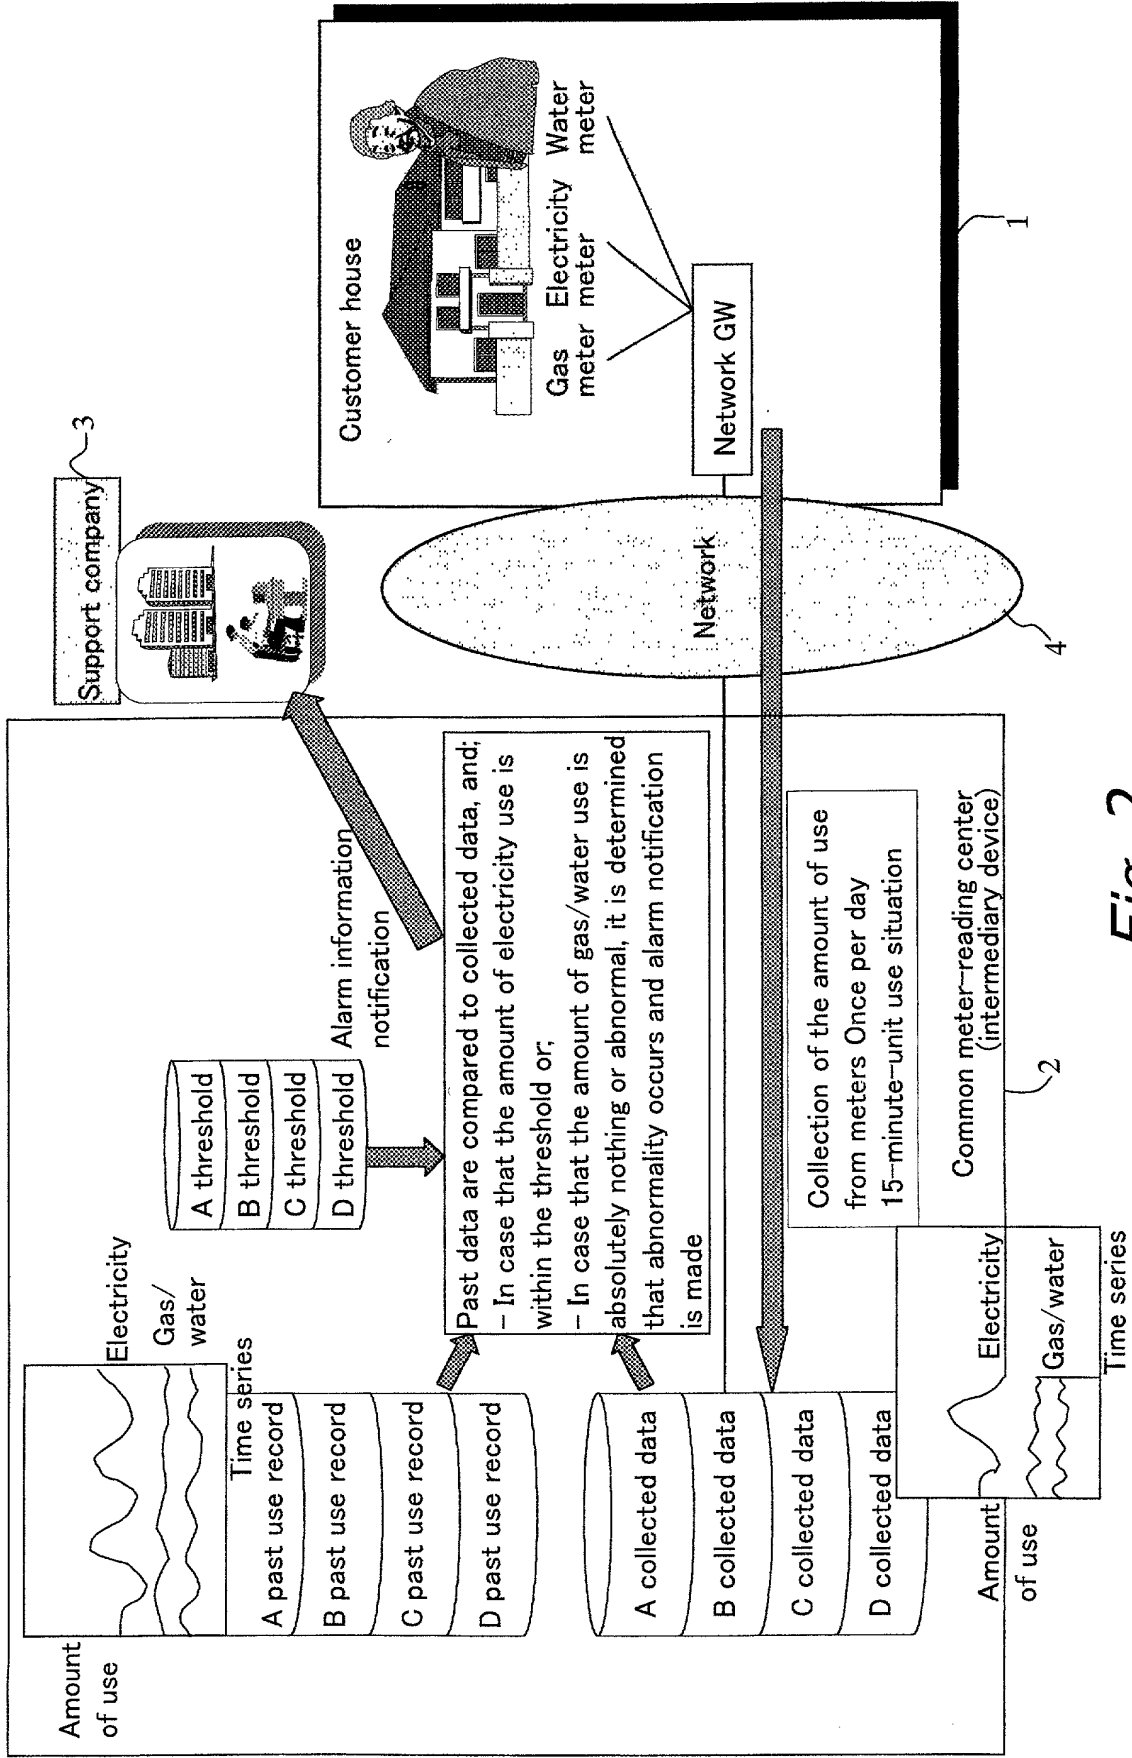 Amount
of use
Electricity
Gas/
water
Time series
A past use record
B past use record
C past use record
D past use record
A threshold
B threshold
C threshold
D threshold
Alarm information
notification
Support company
3
Past data are compared to collected data, and;
- In case that the amount of electricity use is
within the threshold or;
- In case that the amount of gas/water use is
absolutely nothing or abnormal, it is determined
that abnormality occurs and alarm notification
is made
A collected data
B collected data
C collected data
D collected data
Amount
of use
Electricity
Gas/water
Time series
Collection of the amount of use
from meters Once per day
15-minute-unit use situation
Common meter-reading center
(intermediary device)
2
Network
4
Customer house
Gas
meter
Electricity
meter
Water
meter
Network GW
1
Fig. 2